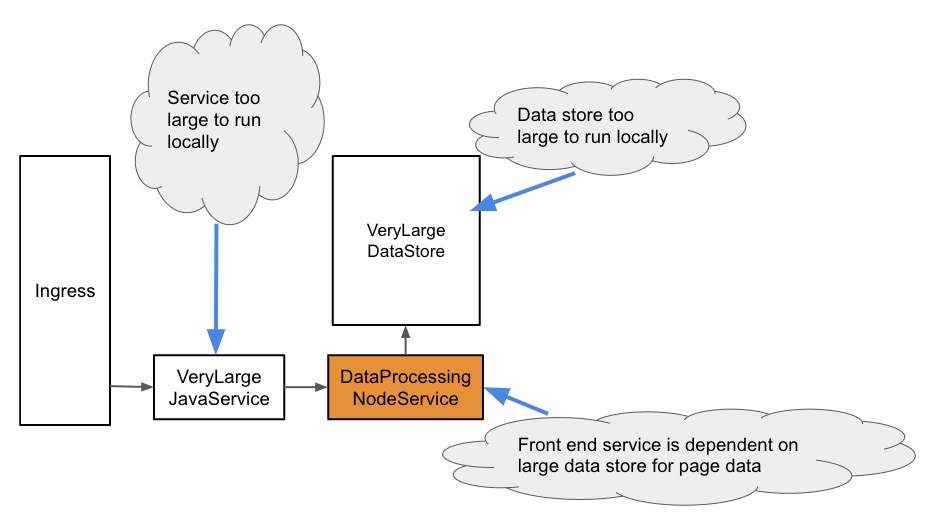 Service too
large to run
locally
Data store too
large to run locally
Ingress
VeryLarge
DataStore
VeryLarge
JavaService
DataProcessing
NodeService
Front end service is dependent on
large data store for page data